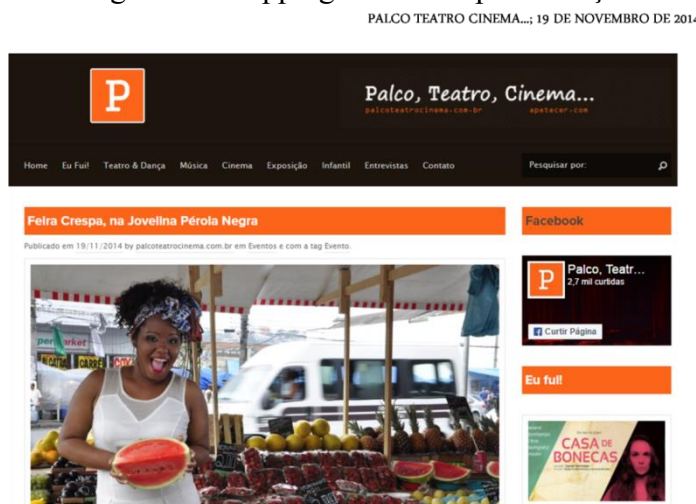 PALCO TEATRO CINEMA...; 19 DE NOVEMBRO DE 2014
P
Palco, Teatro, Cinema...
palcoteatrocinema.com.br
apetecer.com
Home Eu Fui! Teatro & Dança Música Cinema Exposição Infantil Entrevistas Contato
Pesquisar por:
Feira Crespa, na Jovelina Pérola Negra
Publicado em 19/11/2014 by palcoteatrocinema.com.br em Eventos e com a tag Evento.
Facebook
P
Palco, Teatr...
2,7 mil curtidas
Curtir Página
Eu fui!
CASA DE
BONECAS